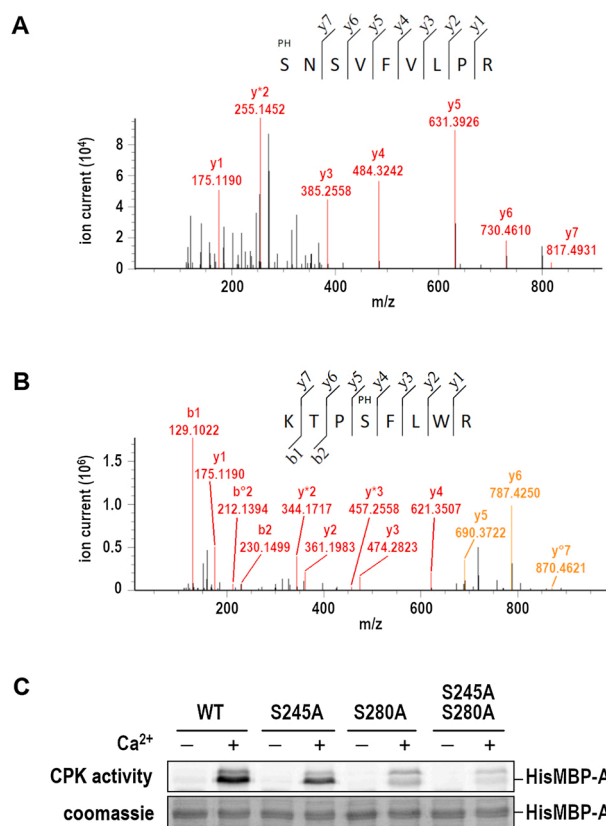 A
y7 y6 y5 y4 y3 y2 y1
PH
S N S V F V L P R
ion current (10⁴)
8
6
4
2
0
y1
175.1190
y*2
255.1452
y3
385.2558
y4
484.3242
y5
631.3926
y6
730.4610
y7
817.4931
200 400 600 800
m/z
B
y7 y6 y5 y4 y3 y2 y1
PH
K T P S F L W R
b1 b2
ion current (10⁶)
1.5
1.0
0.5
0
b1
129.1022
y1
175.1190
b°2
212.1394
b2
230.1499
y*2
344.1717
y2
361.1983
y*3
457.2558
y3
474.2823
y4
621.3507
y5
690.3722
y6
787.4250
y°7
870.4621
200 400 600 800
m/z
C
S245A
WT S245A S280A S280A
Ca²⁺ – + – + – + – +
CPK activity –HisMBP-A
coomassie –HisMBP-A